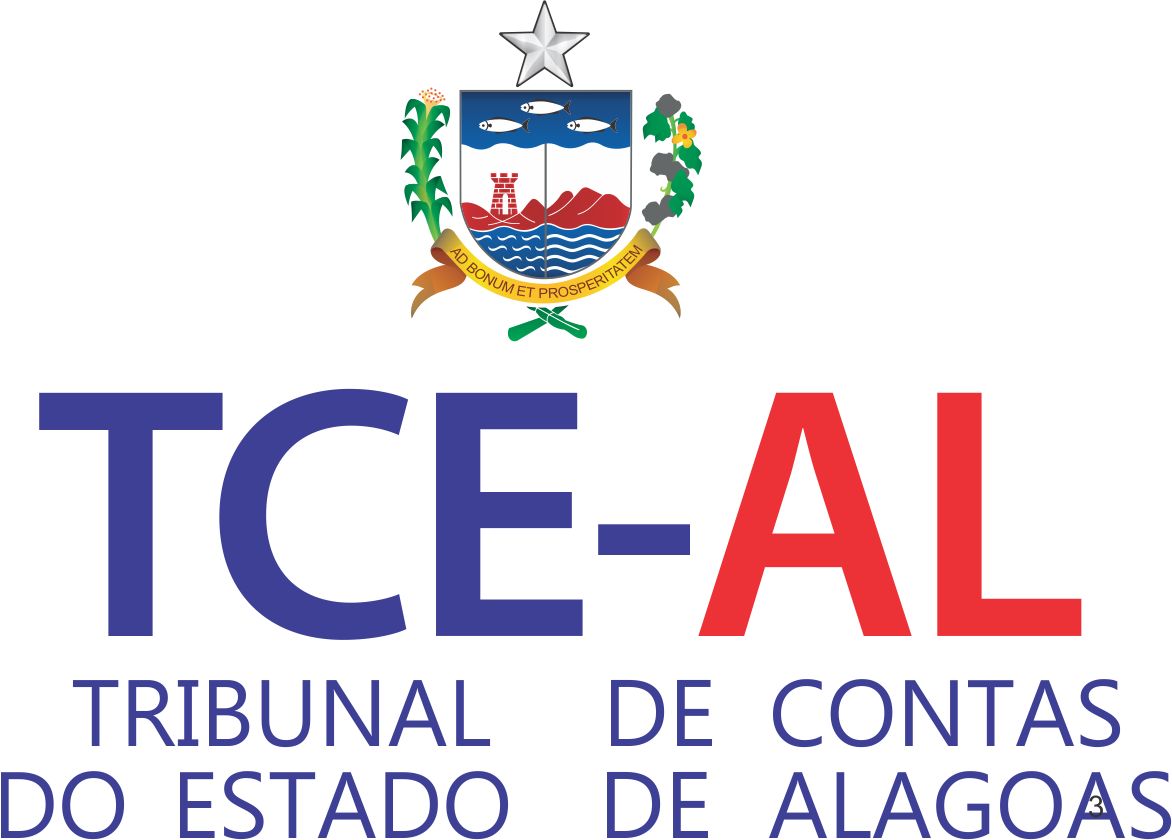 AD BONUM ET PROSPERITATEM
TCE-AL
TRIBUNAL DE CONTAS
DO ESTADO DE ALAGOAS
3